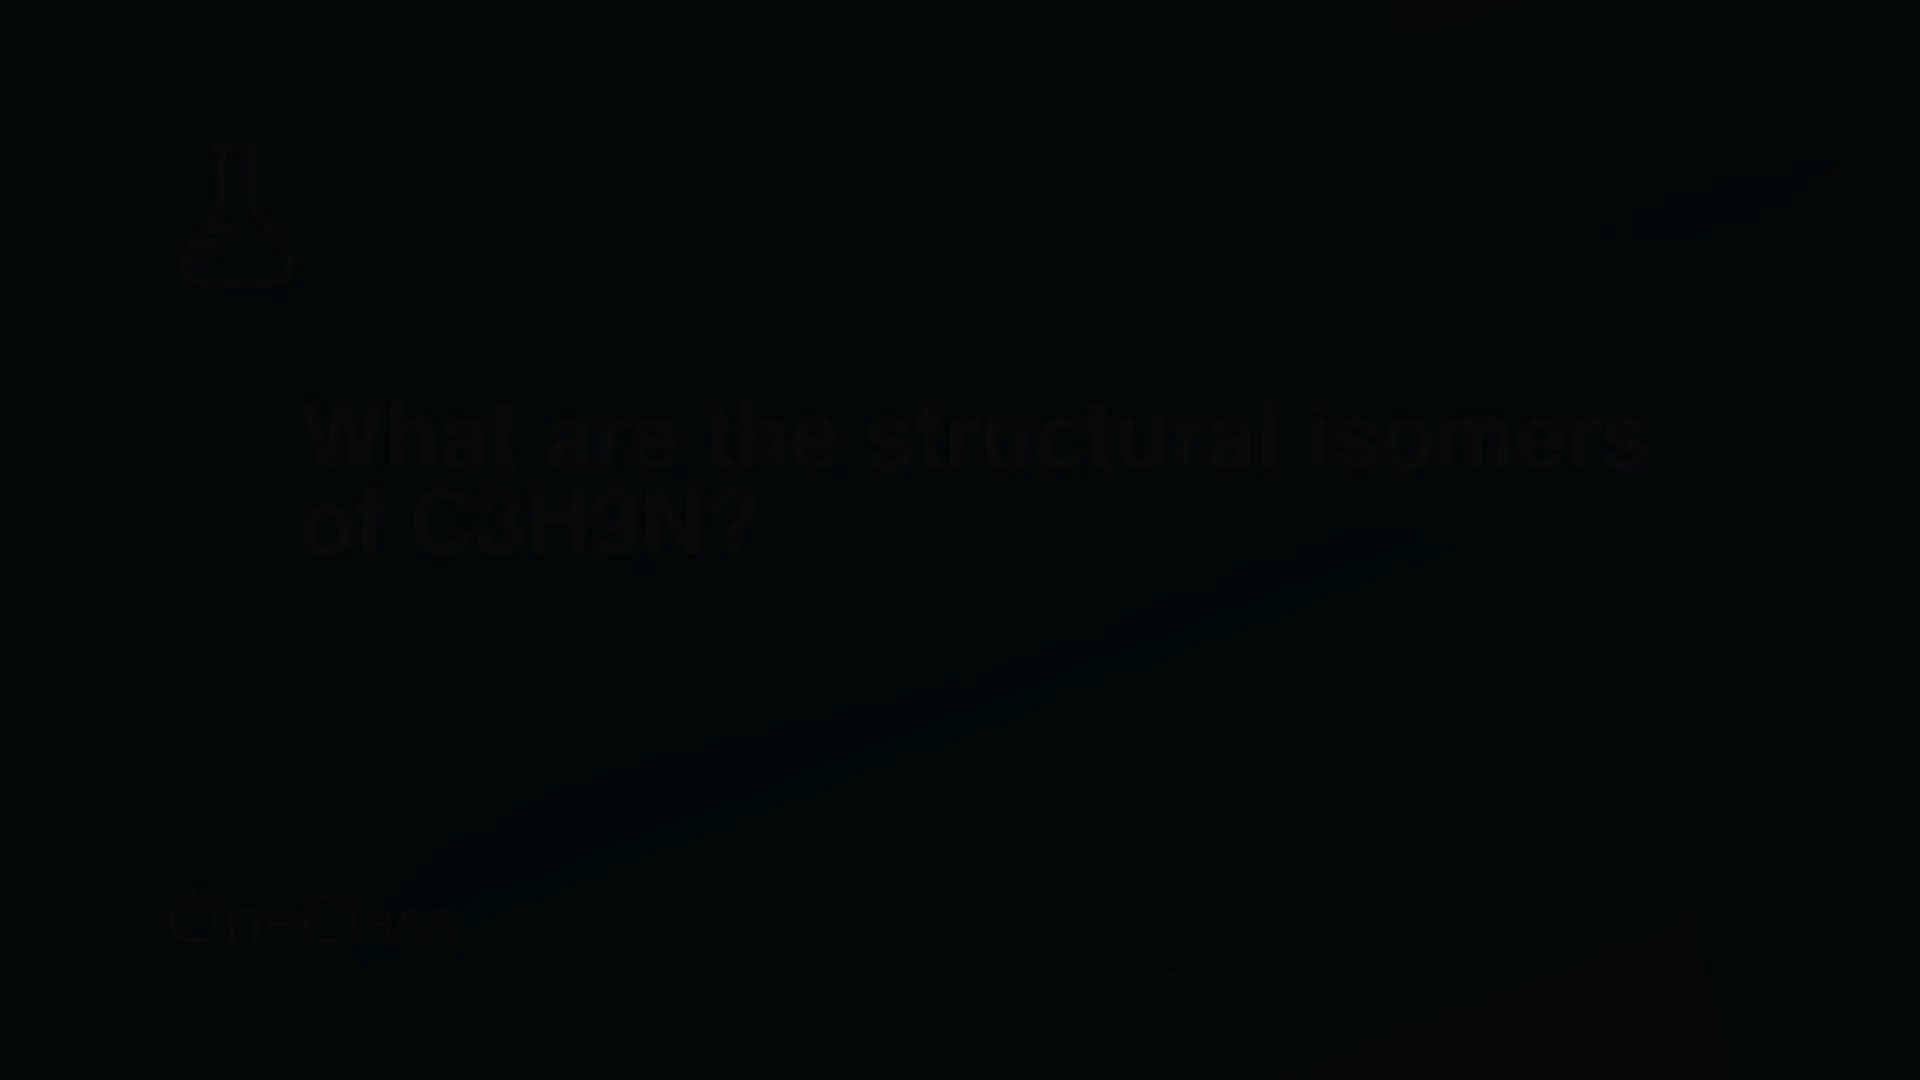 What are the structural isomers
of C3H9N?
OneClass